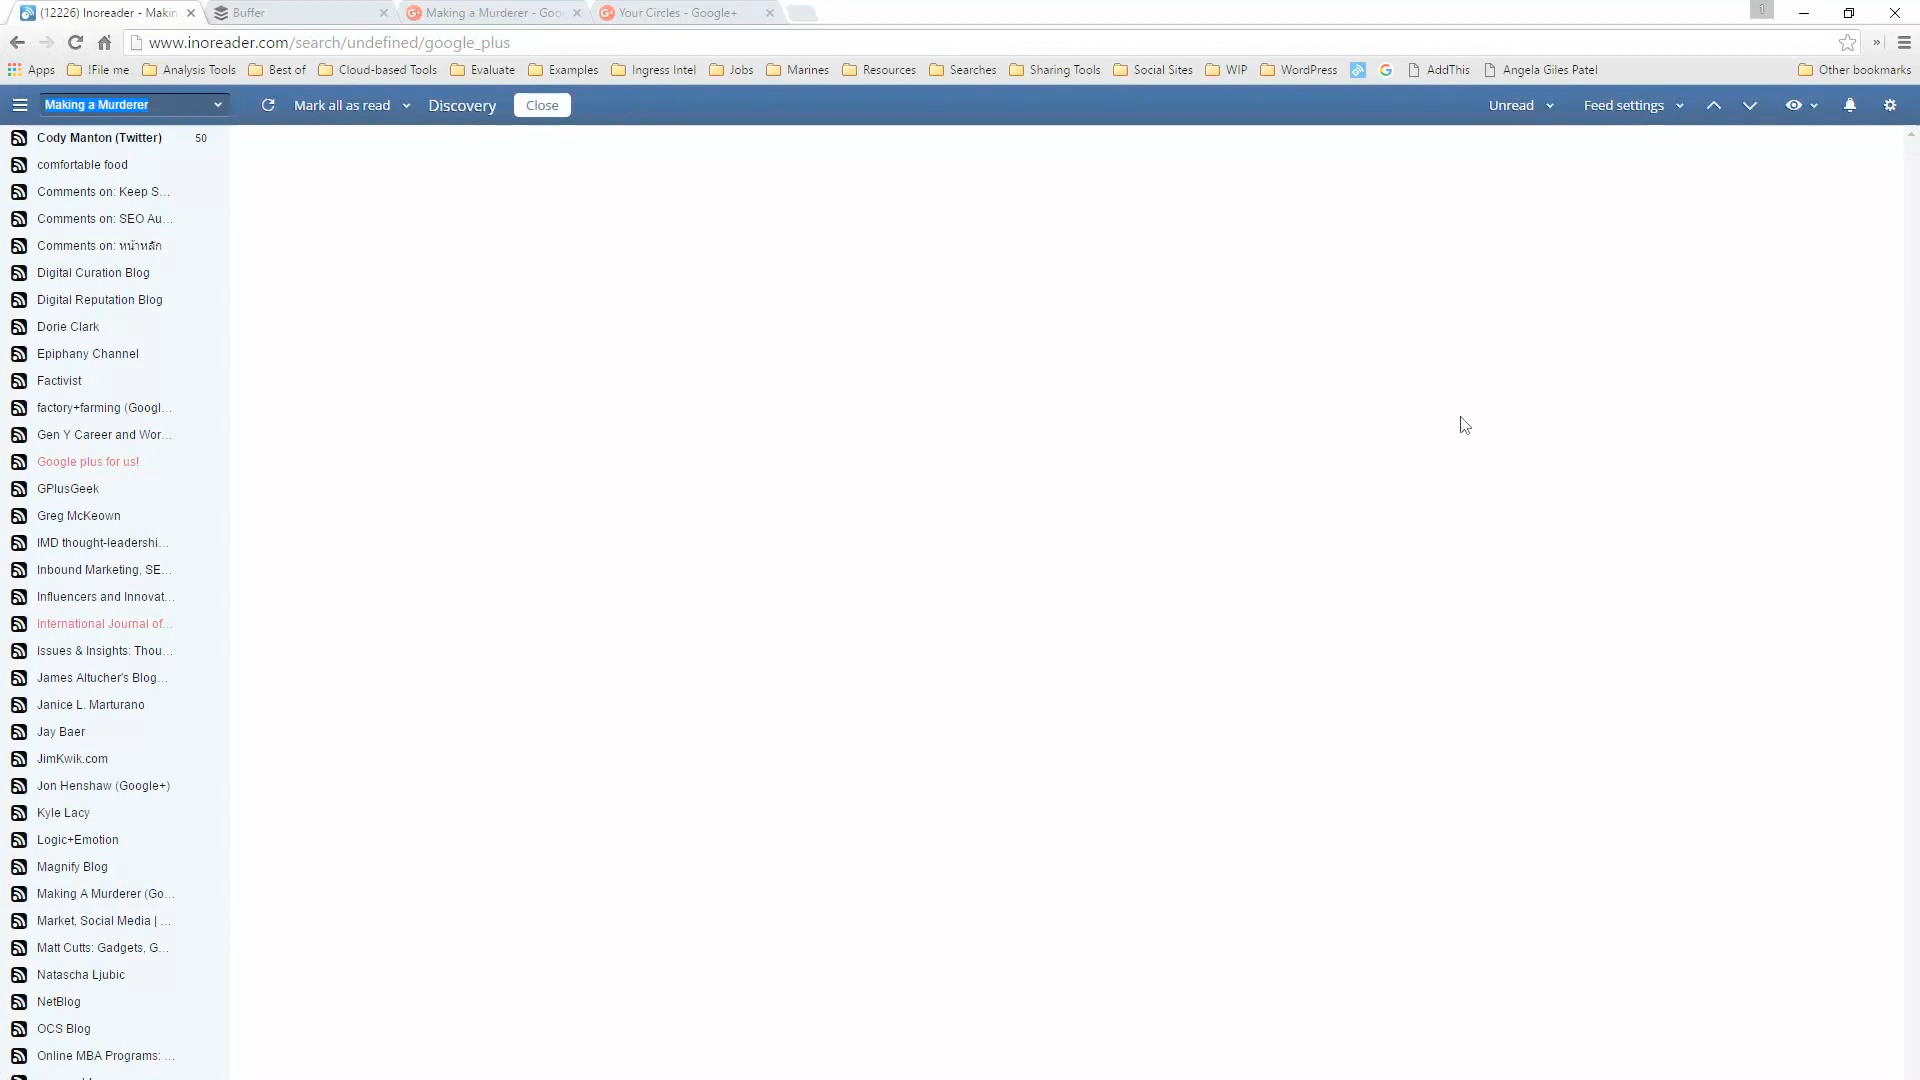 (12226) Inoreader - Makin
Buffer
Making a Murderer - Goo
Your Circles - Google+
1
www.inoreader.com/search/undefined/google_plus
»
Apps
!File me
Analysis Tools
Best of
Cloud-based Tools
Evaluate
Examples
Ingress Intel
Jobs
Marines
Resources
Searches
Sharing Tools
Social Sites
WIP
WordPress
AddThis
Angela Giles Patel
Other bookmarks
Making a Murderer
Mark all as read
Discovery
Close
Unread
Feed settings
Cody Manton (Twitter) 50
comfortable food
Comments on: Keep S...
Comments on: SEO Au...
Comments on: หน้าหลัก
Digital Curation Blog
Digital Reputation Blog
Dorie Clark
Epiphany Channel
Factivist
factory+farming (Googl...
Gen Y Career and Wor...
Google plus for us!
GPlusGeek
Greg McKeown
IMD thought-leadershi...
Inbound Marketing, SE...
Influencers and Innovat...
International Journal of...
Issues & Insights: Thou...
James Altucher's Blog...
Janice L. Marturano
Jay Baer
JimKwik.com
Jon Henshaw (Google+)
Kyle Lacy
Logic+Emotion
Magnify Blog
Making A Murderer (Go...
Market, Social Media | ...
Matt Cutts: Gadgets, G...
Natascha Ljubic
NetBlog
OCS Blog
Online MBA Programs: ...